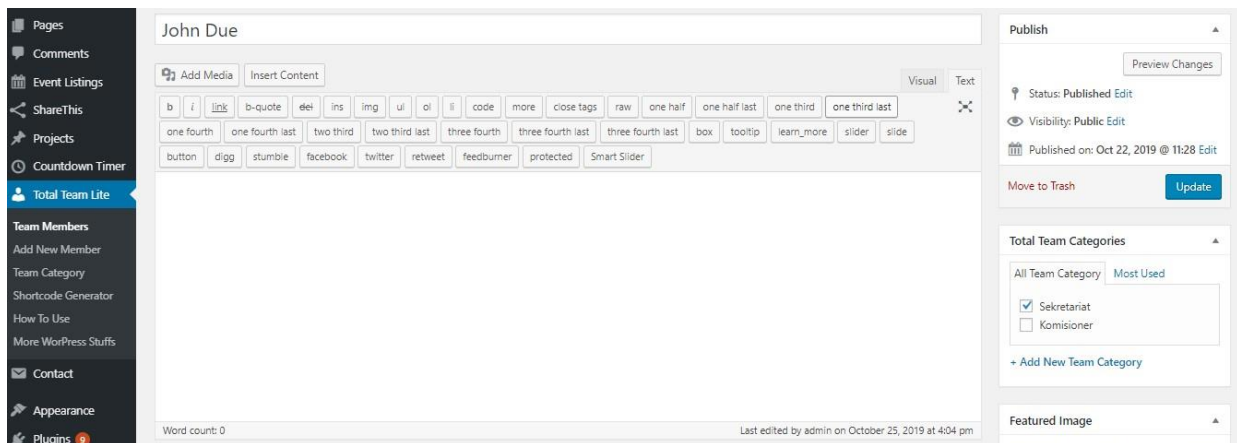 Pages
Comments
Event Listings
ShareThis
Projects
Countdown Timer
Total Team Lite
Team Members
Add New Member
Team Category
Shortcode Generator
How To Use
More WorPress Stuffs
Contact
Appearance
Plugins 9
John Due
Add Media Insert Content
Visual Text
b i link b-quote del ins img ul ol li code more close tags raw one half one half last one third one third last
one fourth one fourth last two third two third last three fourth three fourth last three fourth last box tooltip learn_more slider slide
button digg stumble facebook twitter retweet feedburner protected Smart Slider
Word count: 0 Last edited by admin on October 25, 2019 at 4:04 pm
Publish
Preview Changes
Status: Published Edit
Visibility: Public Edit
Published on: Oct 22, 2019 @ 11:28 Edit
Move to Trash Update
Total Team Categories
All Team Category Most Used
Sekretariat
Komisioner
+ Add New Team Category
Featured Image